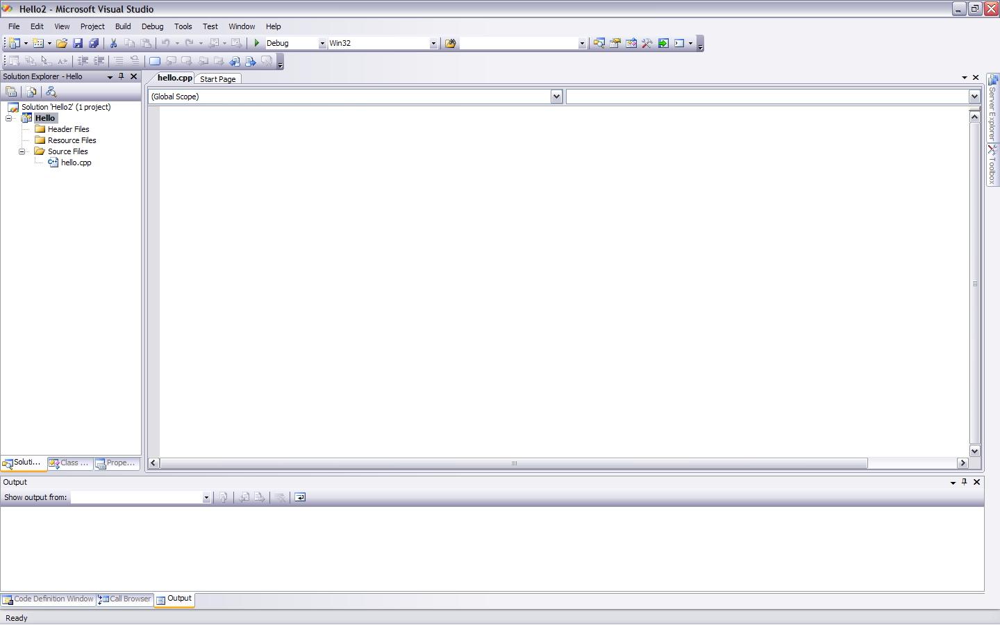 Hello2 - Microsoft Visual Studio
File Edit View Project Build Debug Tools Test Window Help
Debug Win32
Solution Explorer - Hello
hello.cpp Start Page
(Global Scope)
Solution 'Hello2' (1 project)
Hello
Header Files
Resource Files
Source Files
hello.cpp
Server Explorer
Toolbox
Soluti... Class ... Prope...
Output
Show output from:
Code Definition Window Call Browser Output
Ready